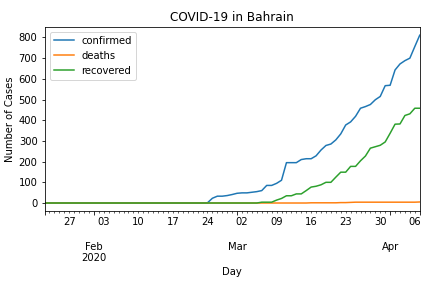 COVID-19 in Bahrain
confirmed
deaths
recovered
Number of Cases
800
700
600
500
400
300
200
100
0
27 03 10 17 24 02 09 16 23 30 06
Feb Mar Apr
2020
Day